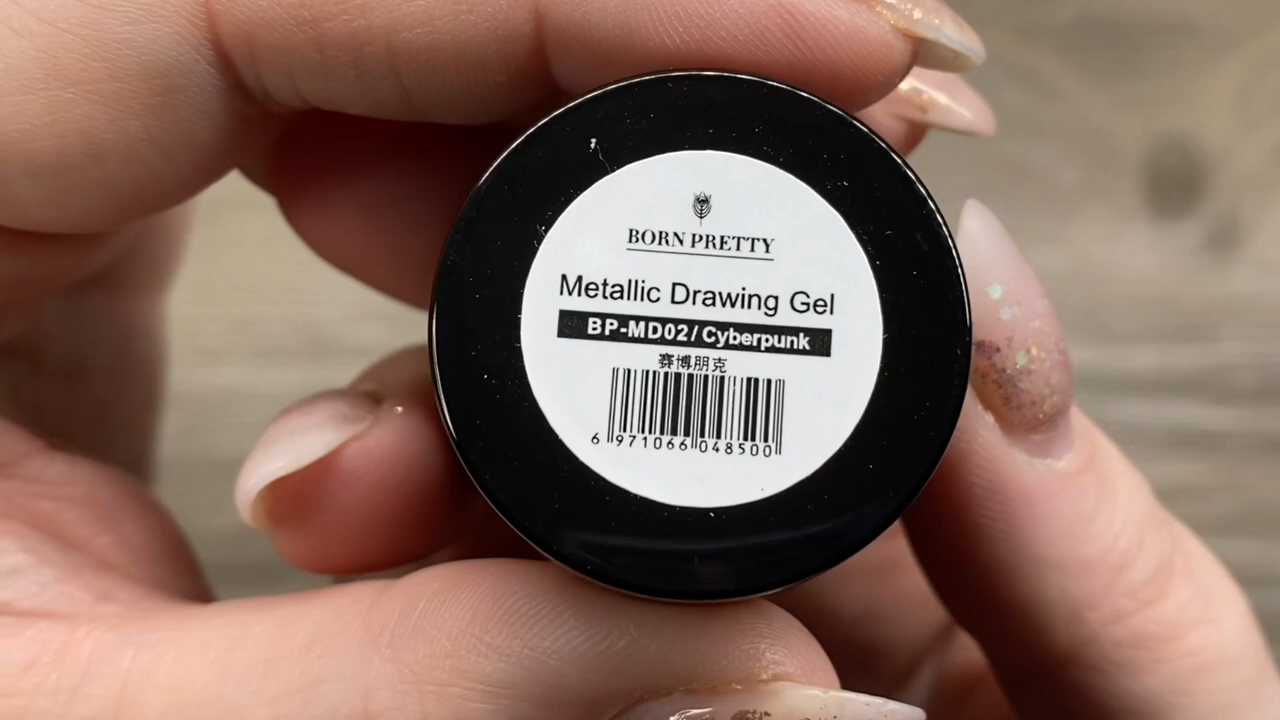 BORN PRETTY
Metallic Drawing Gel
BP-MD02/Cyberpunk
赛博朋克
6 971066 048500